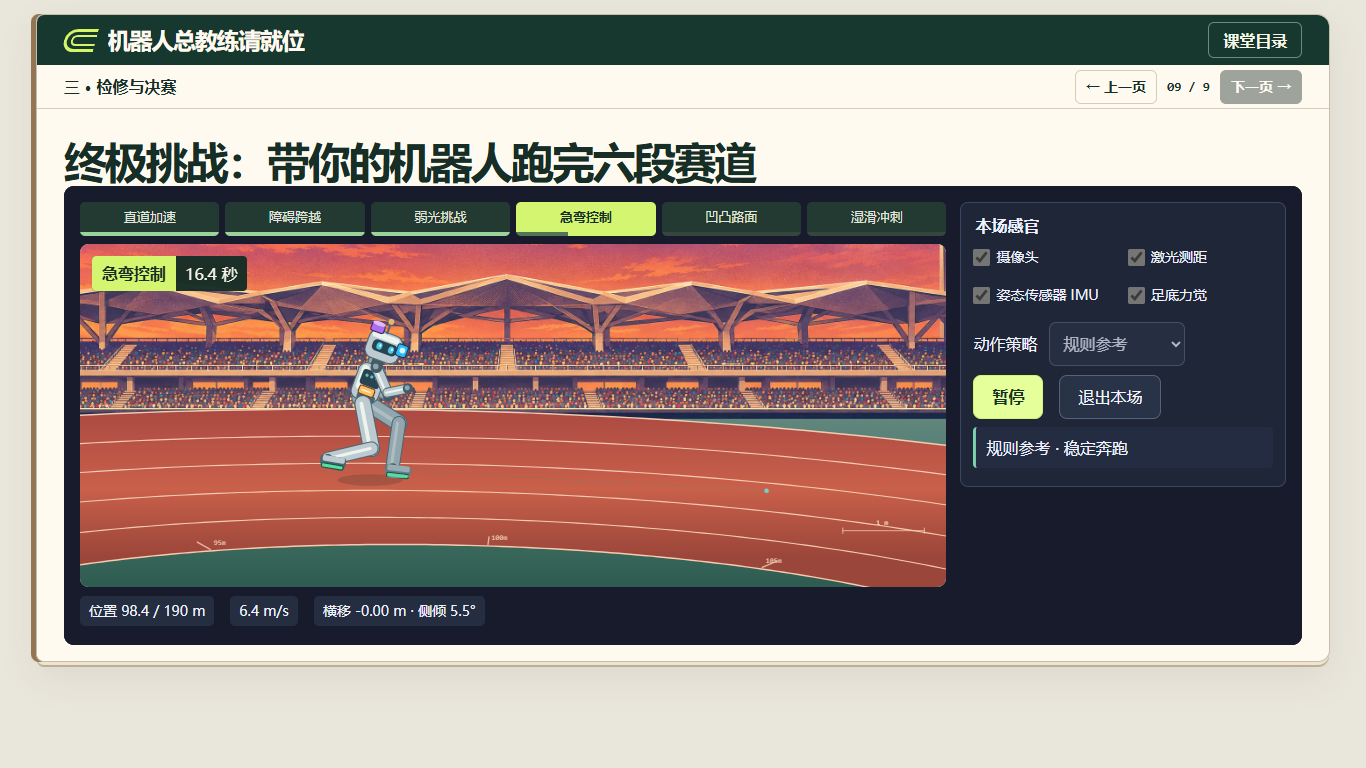 机器人总教练请就位
课堂目录
三 • 检修与决赛
← 上一页
09 / 9
下一页 →
终极挑战：带你的机器人跑完六段赛道
直道加速
障碍跨越
弱光挑战
急弯控制
凹凸路面
湿滑冲刺
急弯控制 16.4 秒
95m
100m
105m
1 m
位置 98.4 / 190 m
6.4 m/s
横移 -0.00 m · 侧倾 5.5°
本场感官
摄像头
激光测距
姿态传感器 IMU
足底力觉
动作策略
规则参考
暂停
退出本场
规则参考 · 稳定奔跑